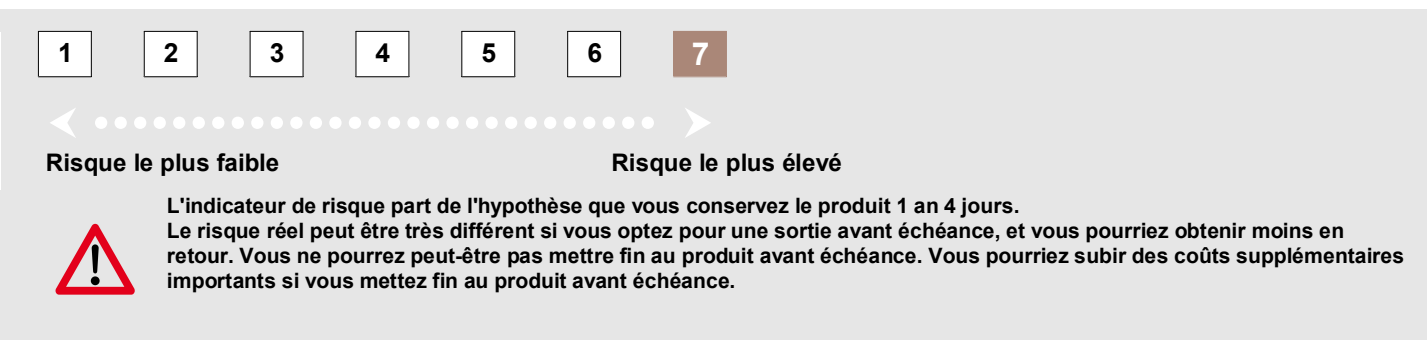 1 2 3 4 5 6 7
Risque le plus faible Risque le plus élevé
L'indicateur de risque part de l'hypothèse que vous conservez le produit 1 an 4 jours.
Le risque réel peut être très différent si vous optez pour une sortie avant échéance, et vous pourriez obtenir moins en
retour. Vous ne pourrez peut-être pas mettre fin au produit avant échéance. Vous pourriez subir des coûts supplémentaires
importants si vous mettez fin au produit avant échéance.